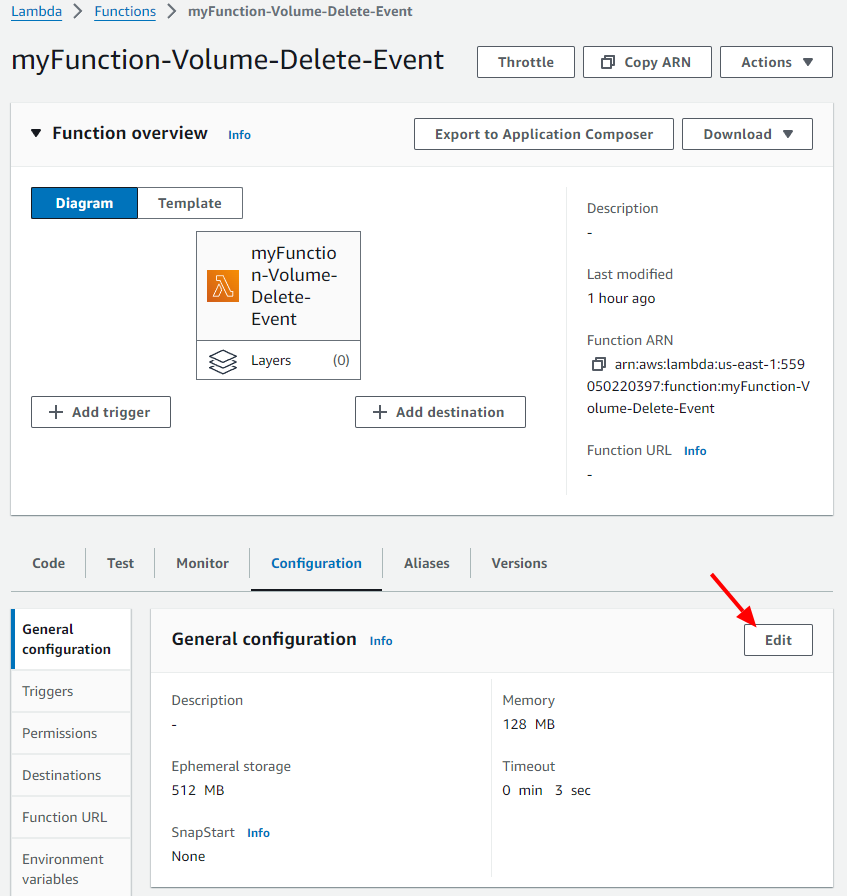 Lambda > Functions > myFunction-Volume-Delete-Event
myFunction-Volume-Delete-Event
Throttle
Copy ARN
Actions
Function overview
Info
Export to Application Composer
Download
Diagram
Template
myFunctio
n-Volume-
Delete-
Event
Layers
(0)
+ Add trigger
+ Add destination
Description
-
Last modified
1 hour ago
Function ARN
arn:aws:lambda:us-east-1:559
050220397:function:myFunction-V
olume-Delete-Event
Function URL Info
-
Code
Test
Monitor
Configuration
Aliases
Versions
General
configuration
Triggers
Permissions
Destinations
Function URL
Environment
variables
General configuration Info
Edit
Description
-
Memory
128 MB
Ephemeral storage
512 MB
Timeout
0 min 3 sec
SnapStart Info
None